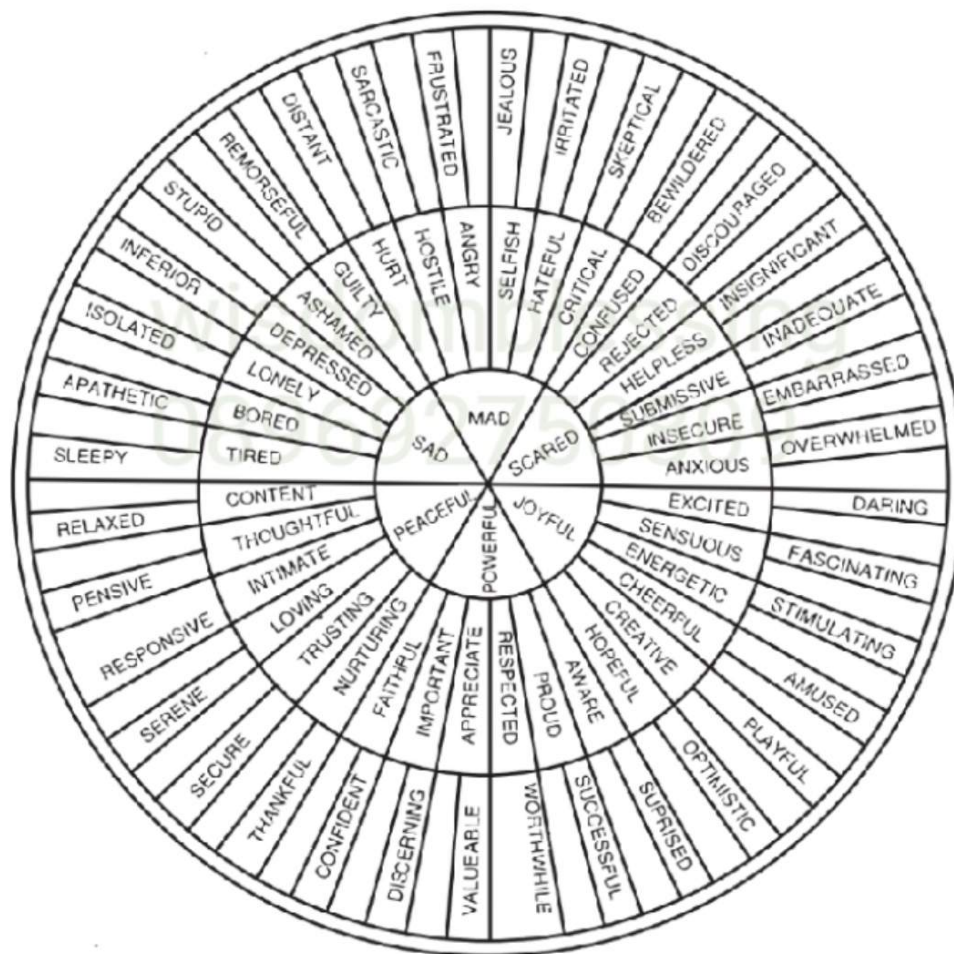 MAD
SCARED
JOYFUL
POWERFUL
PEACEFUL
SAD
SELFISH
HATEFUL
CRITICAL
CONFUSED
REJECTED
HELPLESS
SUBMISSIVE
INSECURE
ANXIOUS
EXCITED
SENSUOUS
ENERGETIC
CHEERFUL
CREATIVE
HOPEFUL
AWARE
PROUD
RESPECTED
APPRECIATE
IMPORTANT
FAITHFUL
NURTURING
TRUSTING
LOVING
INTIMATE
THOUGHTFUL
CONTENT
TIRED
BORED
LONELY
DEPRESSED
ASHAMED
GUILTY
HURT
HOSTILE
ANGRY
JEALOUS
IRRITATED
SKEPTICAL
BEWILDERED
DISCOURAGED
INSIGNIFICANT
INADEQUATE
EMBARRASSED
OVERWHELMED
DARING
FASCINATING
STIMULATING
AMUSED
PLAYFUL
OPTIMISTIC
SUPRISED
SUCCESSFUL
WORTHWHILE
VALUEABLE
DISCERNING
CONFIDENT
THANKFUL
SECURE
SERENE
RESPONSIVE
PENSIVE
RELAXED
SLEEPY
APATHETIC
ISOLATED
INFERIOR
STUPID
REMORSEFUL
DISTANT
SARCASTIC
FRUSTRATED